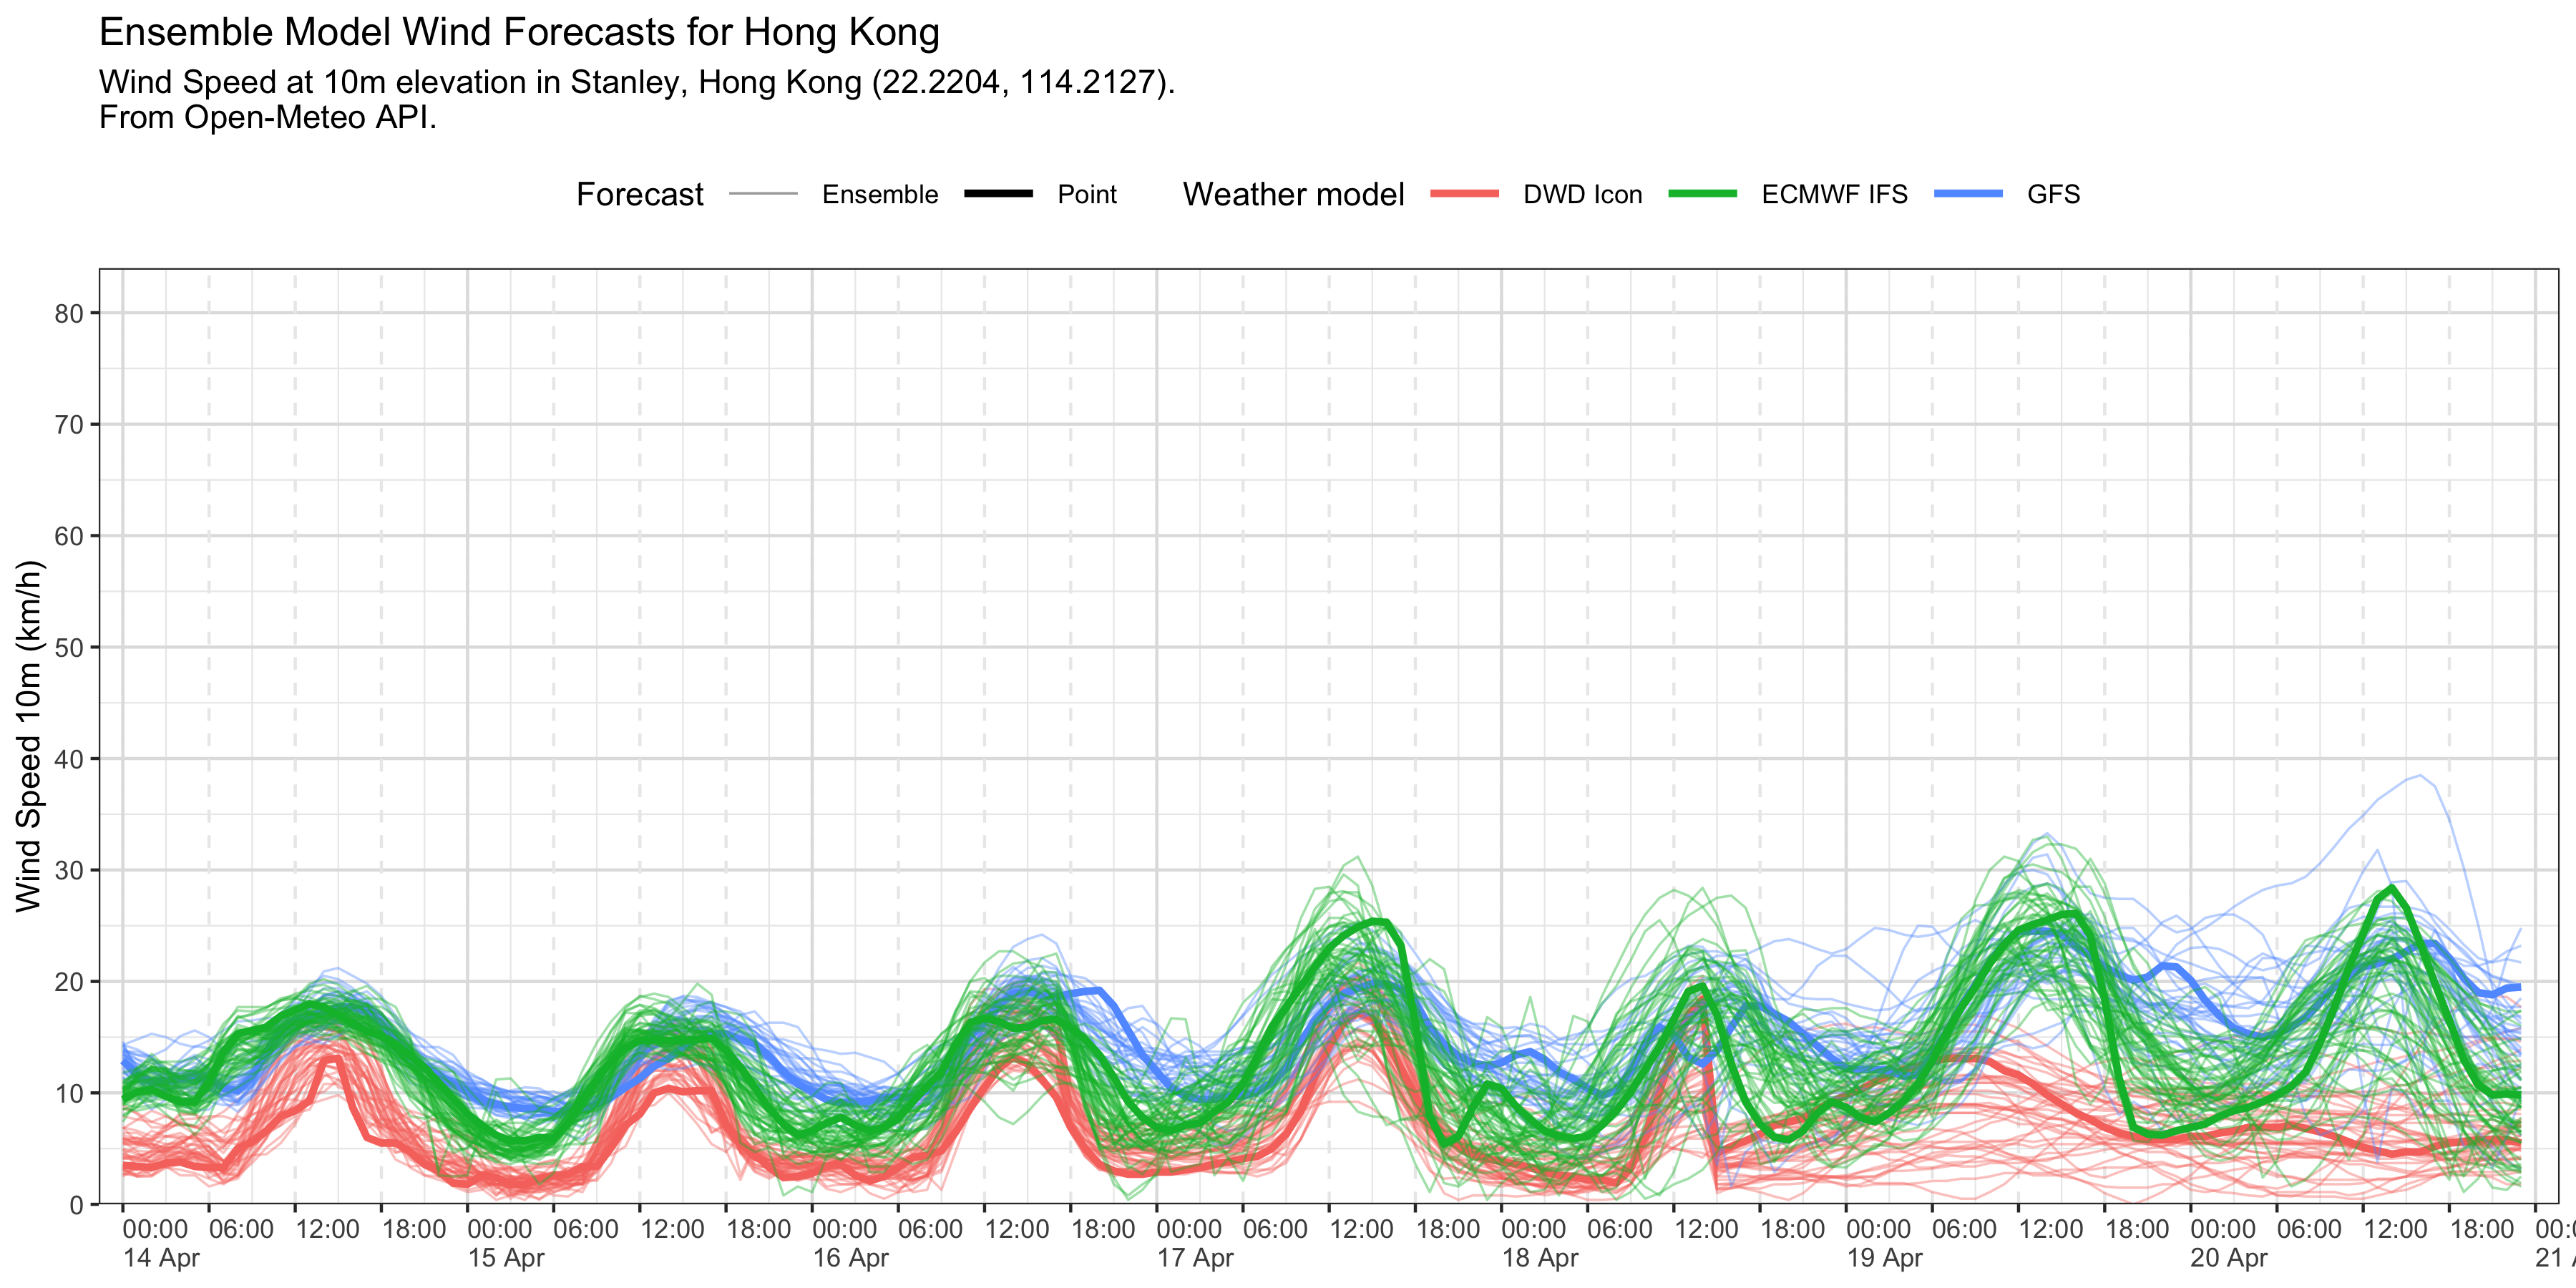 Ensemble Model Wind Forecasts for Hong Kong
Wind Speed at 10m elevation in Stanley, Hong Kong (22.2204, 114.2127).
From Open-Meteo API.
Forecast Ensemble Point Weather model DWD Icon ECMWF IFS GFS
Wind Speed 10m (km/h)
80
70
60
50
40
30
20
10
0
00:00 06:00 12:00 18:00 00:00 06:00 12:00 18:00 00:00 06:00 12:00 18:00 00:00 06:00 12:00 18:00 00:00 06:00 12:00 18:00 00:00 06:00 12:00 18:00 00:00 06:00 12:00 18:00
14 Apr 15 Apr 16 Apr 17 Apr 18 Apr 19 Apr 20 Apr 21